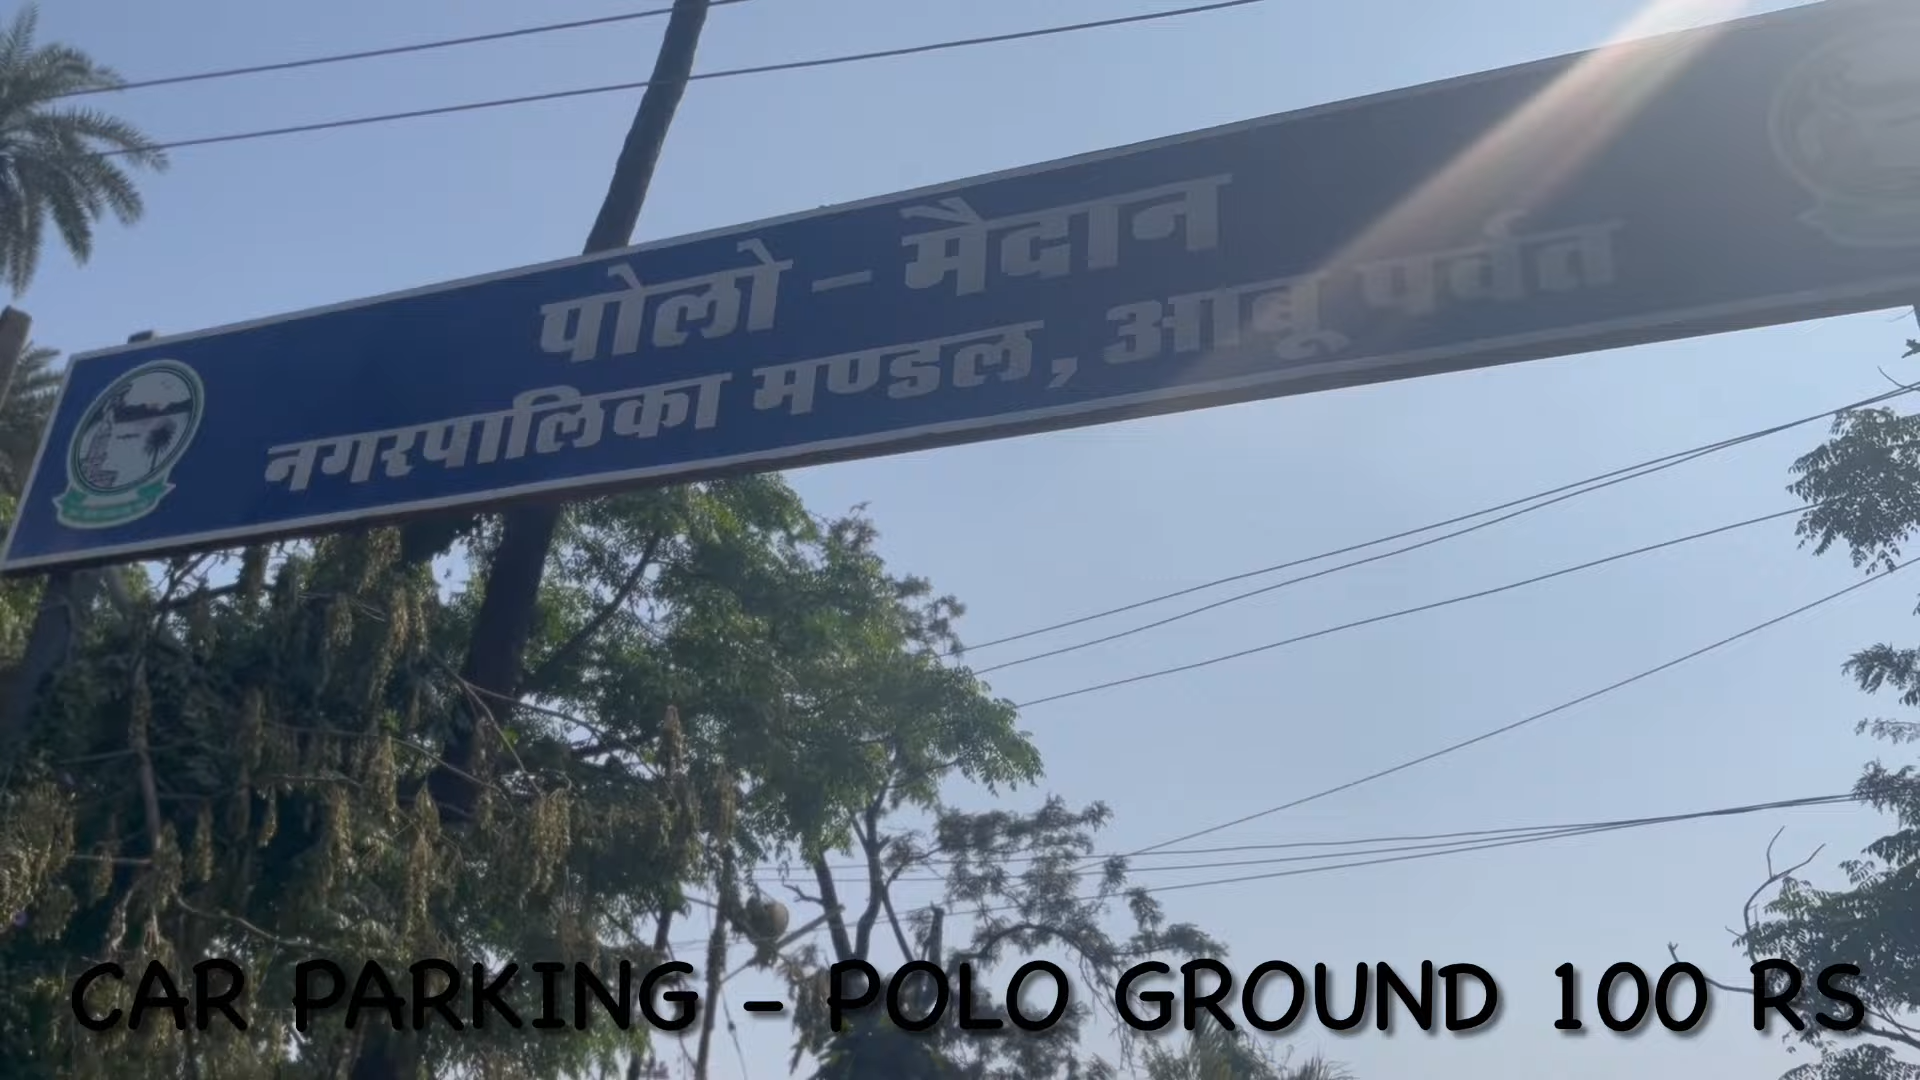 पोलो – मैदान
नगरपालिका मण्डल, आबू पर्वत
CAR PARKING - POLO GROUND 100 RS